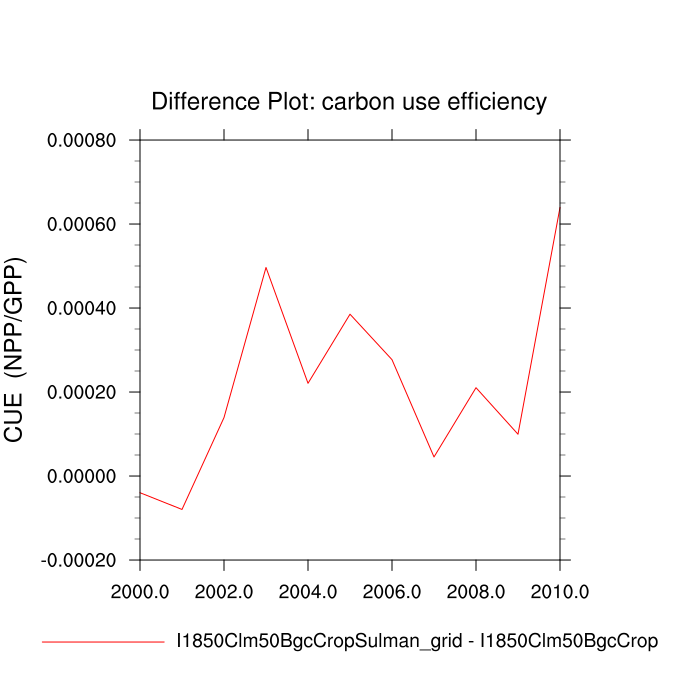 Difference Plot: carbon use efficiency
0.00080
0.00060
0.00040
0.00020
0.00000
-0.00020
CUE (NPP/GPP)
2000.0 2002.0 2004.0 2006.0 2008.0 2010.0
I1850Clm50BgcCropSulman_grid - I1850Clm50BgcCrop